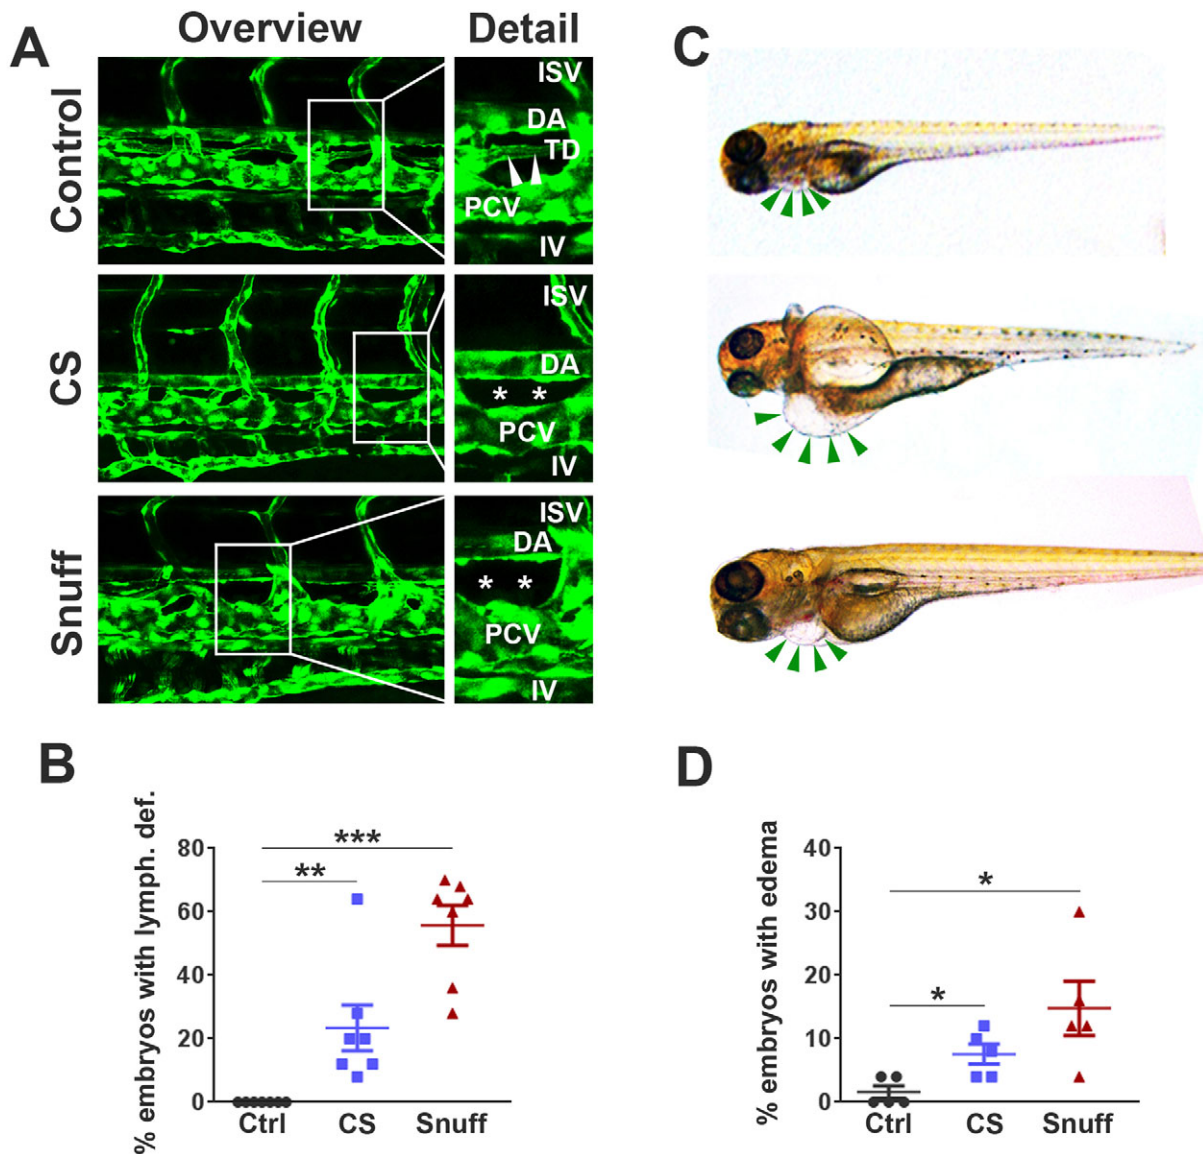 A
Overview
Detail
Control
ISV
DA
TD
PCV
IV
CS
ISV
DA
* *
PCV
IV
Snuff
ISV
DA
* *
PCV
IV
C
B
% embryos with lymph. def.
80
60
40
20
0
***
**
Ctrl
CS
Snuff
D
% embryos with edema
40
30
20
10
0
*
*
Ctrl
CS
Snuff